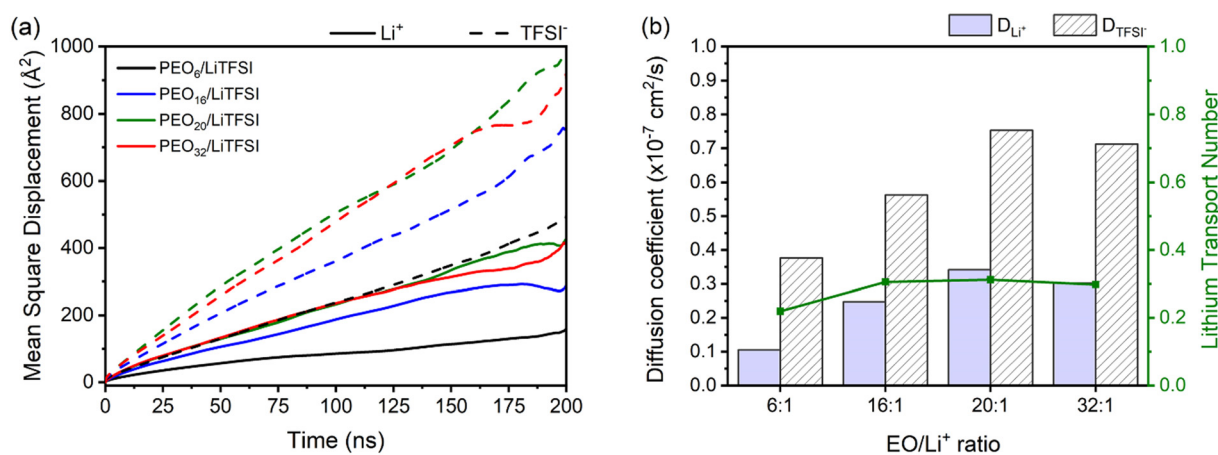 (a)
Li⁺
TFSI⁻
PEO₆/LiTFSI
PEO₁₆/LiTFSI
PEO₂₀/LiTFSI
PEO₃₂/LiTFSI
Mean Square Displacement (Å²)
1000
800
600
400
200
0
0 25 50 75 100 125 150 175 200
Time (ns)
(b)
D_Li⁺
D_TFSI⁻
Diffusion coefficient (x10⁻⁷ cm²/s)
1.0
0.9
0.8
0.7
0.6
0.5
0.4
0.3
0.2
0.1
0.0
6:1 16:1 20:1 32:1
EO/Li⁺ ratio
1.0
0.8
0.6
0.4
0.2
0.0
Lithium Transport Number